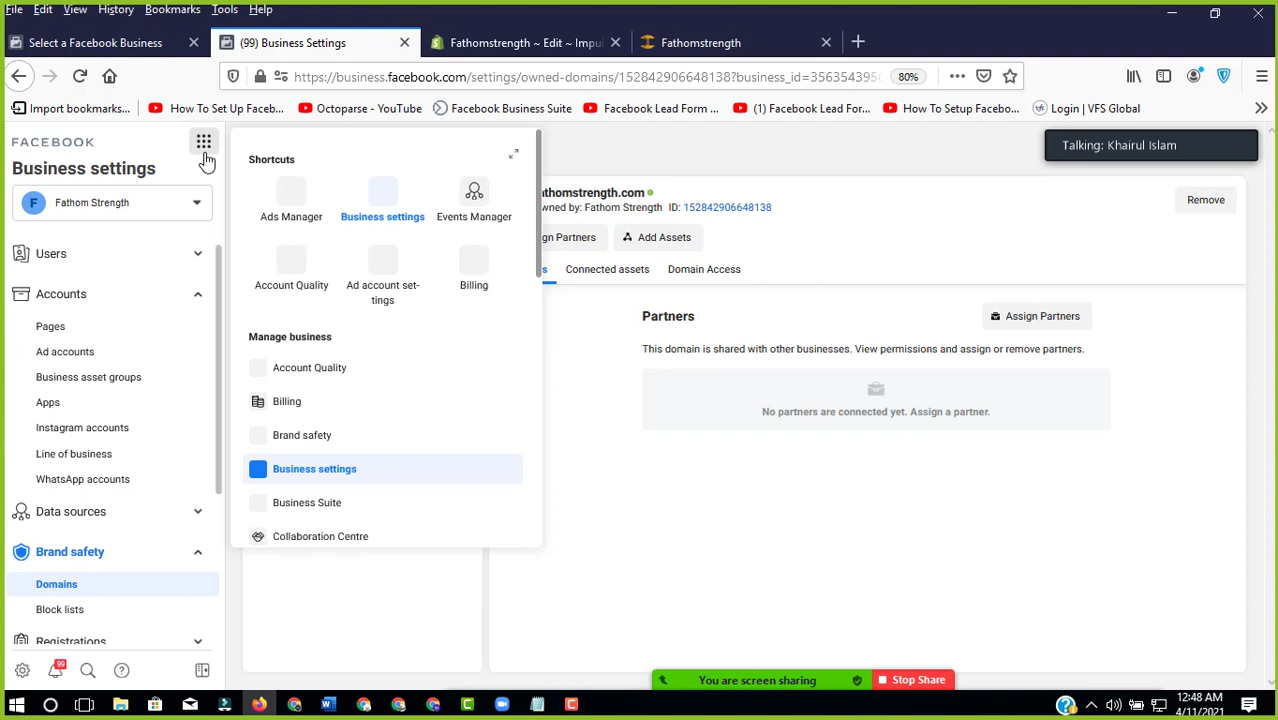 File Edit View History Bookmarks Tools Help
Select a Facebook Business
(99) Business Settings
Fathomstrength ~ Edit ~ Impul
Fathomstrength
https://business.facebook.com/settings/owned-domains/152842906648138?business_id=356354395
80%
Import bookmarks...
How To Set Up Faceb...
Octoparse - YouTube
Facebook Business Suite
Facebook Lead Form ...
(1) Facebook Lead For...
How To Setup Faceb...
Login | VFS Global
FACEBOOK
Business settings
F Fathom Strength
Users
Accounts
Pages
Ad accounts
Business asset groups
Apps
Instagram accounts
Line of business
WhatsApp accounts
Data sources
Brand safety
Domains
Block lists
Registrations
99
Shortcuts
Ads Manager
Business settings
Events Manager
Account Quality
Ad account set-
tings
Billing
Manage business
Account Quality
Billing
Brand safety
Business settings
Business Suite
Collaboration Centre
Talking: Khairul Islam
athomstrength.com
wned by: Fathom Strength ID: 152842906648138
Remove
ign Partners
Add Assets
s
Connected assets
Domain Access
Partners
Assign Partners
This domain is shared with other businesses. View permissions and assign or remove partners.
No partners are connected yet. Assign a partner.
You are screen sharing
Stop Share
12:48 AM
4/11/2021